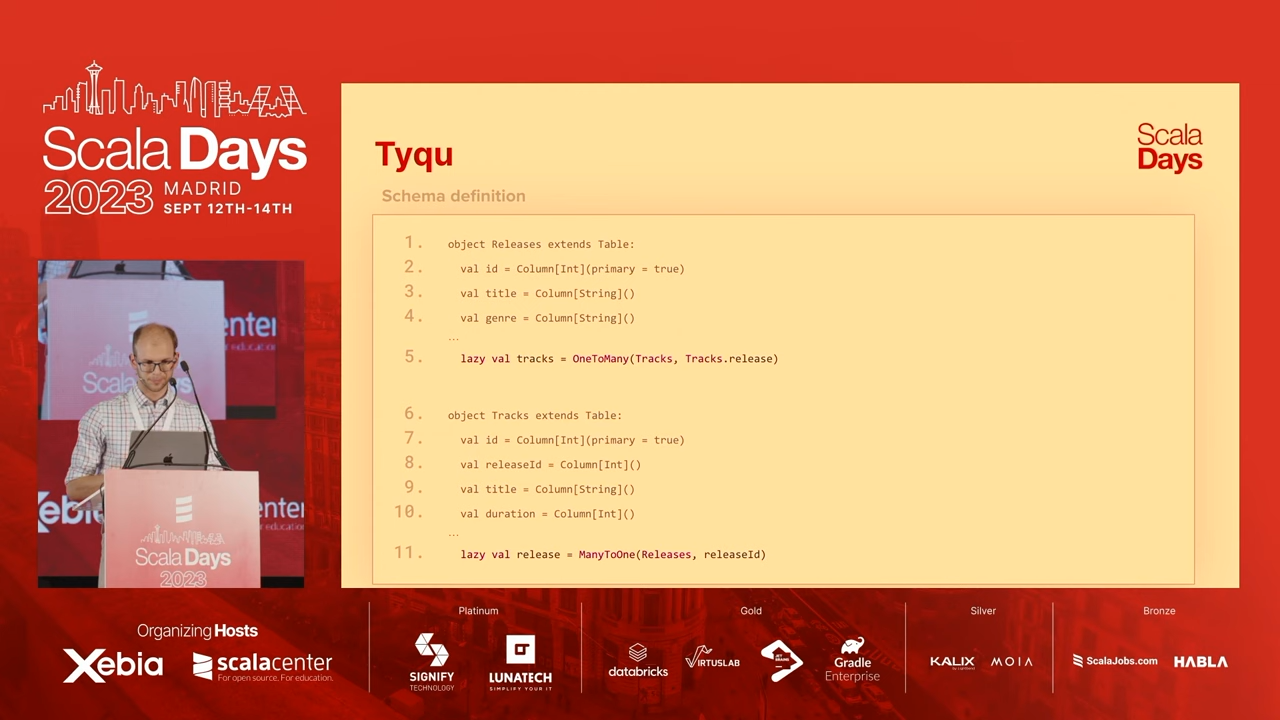 Scala Days
2023 MADRID
SEPT 12TH-14TH
Tyqu
Scala
Days
Schema definition
1. object Releases extends Table:
2. val id = Column[Int](primary = true)
3. val title = Column[String]()
4. val genre = Column[String]()
…
5. lazy val tracks = OneToMany(Tracks, Tracks.release)
6. object Tracks extends Table:
7. val id = Column[Int](primary = true)
8. val releaseId = Column[Int]()
9. val title = Column[String]()
10. val duration = Column[Int]()
…
11. lazy val release = ManyToOne(Releases, releaseId)
enter
Scala
Scala Days
2023
Organizing Hosts
Xebia
scalacenter
For open source. For education.
Platinum
SIGNIFY
TECHNOLOGY
LUNATECH
SIMPLIFY YOUR IT
Gold
databricks
VIRTUSLAB
JET
BRAINS
Gradle
Enterprise
Silver
KALIX
MOIA
Bronze
ScalaJobs.com
HABLA